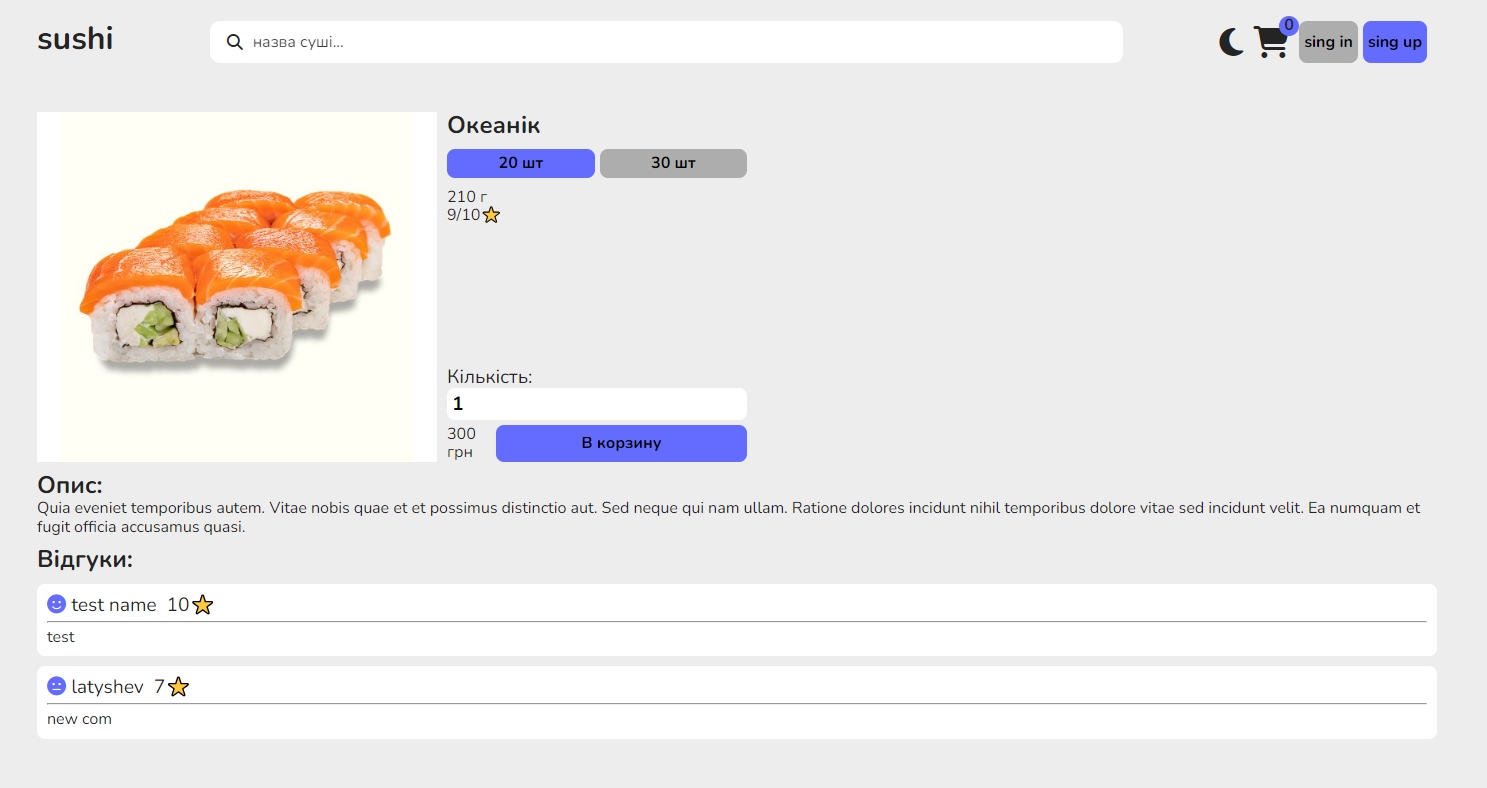 sushi
назва суші...
0
sing in
sing up
Океанік
20 шт
30 шт
210 г
9/10
Кількість:
1
300
грн
В корзину
Опис:
Quia eveniet temporibus autem. Vitae nobis quae et et possimus distinctio aut. Sed neque qui nam ullam. Ratione dolores incidunt nihil temporibus dolore vitae sed incidunt velit. Ea numquam et
fugit officia accusamus quasi.
Відгуки:
test name 10
test
latyshev 7
new com